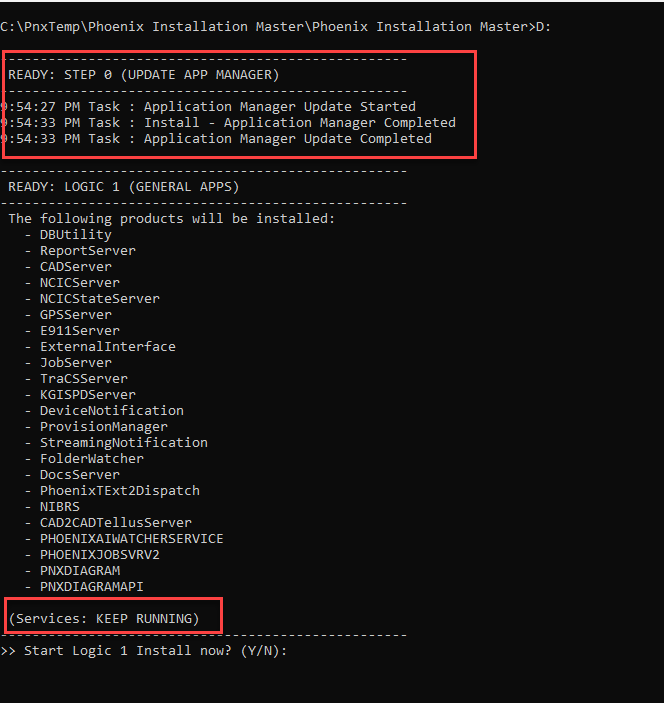 C:\PnxTemp\Phoenix Installation Master\Phoenix Installation Master>D:
---------------------------------------------------
READY: STEP 0 (UPDATE APP MANAGER)
---------------------------------------------------
9:54:27 PM Task : Application Manager Update Started
9:54:33 PM Task : Install - Application Manager Completed
9:54:33 PM Task : Application Manager Update Completed
---------------------------------------------------
READY: LOGIC 1 (GENERAL APPS)
---------------------------------------------------
The following products will be installed:
- DBUtility
- ReportServer
- CADServer
- NCICServer
- NCICStateServer
- GPSServer
- E911Server
- ExternalInterface
- JobServer
- TraCSServer
- KGISPDServer
- DeviceNotification
- ProvisionManager
- StreamingNotification
- FolderWatcher
- DocsServer
- PhoenixTExt2Dispatch
- NIBRS
- CAD2CADTellusServer
- PHOENIXAIWATCHERSERVICE
- PHOENIXJOBSVRV2
- PNXDIAGRAM
- PNXDIAGRAMAPI
(Services: KEEP RUNNING)
---------------------------------------------------
>> Start Logic 1 Install now? (Y/N):